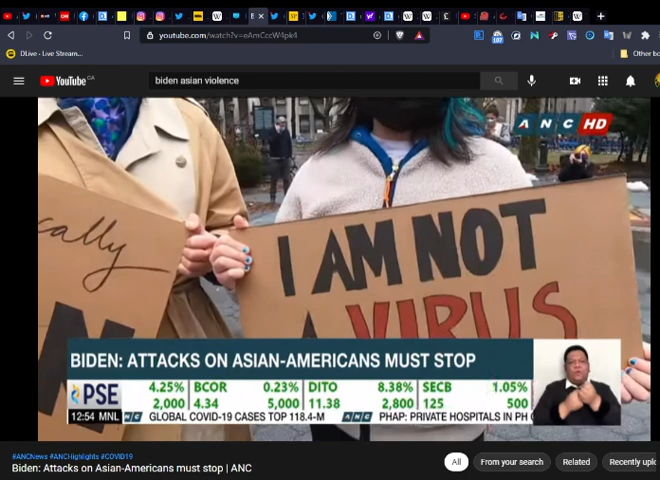 DLive - Live Stream...
Other bo
youtube.com/watch?v=eAmCccW4pk4
107
YouTube CA
biden asian violence
ANC HD
cally
I AM NOT
A VIRUS
N
BIDEN: ATTACKS ON ASIAN-AMERICANS MUST STOP
PSE
4.25% BCOR 0.23% DITO 8.38% SECB 1.05%
2,000 4.34 5,000 11.38 2,800 125 500
12:54 MNL
GLOBAL COVID-19 CASES TOP 118.4-M ANC PHAP: PRIVATE HOSPITALS IN PH
#ANCNews #ANCHighlights #COVID19
Biden: Attacks on Asian-Americans must stop | ANC
All
From your search
Related
Recently uplo